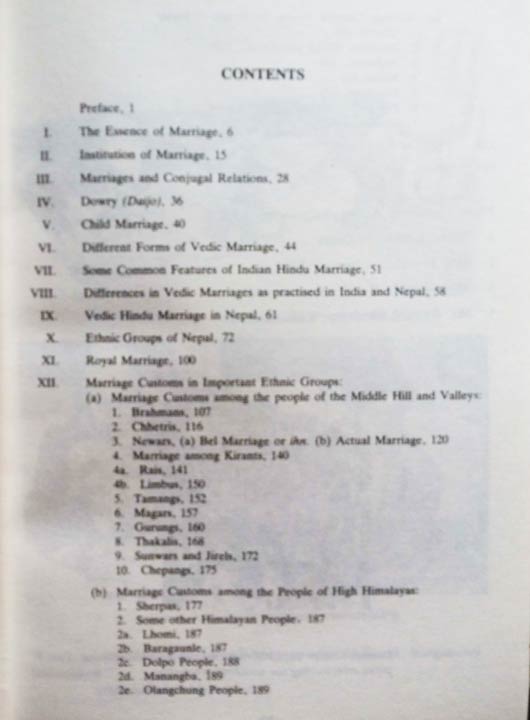 CONTENTS
Preface, 1
I. The Essence of Marriage, 6
II. Institution of Marriage, 15
III. Marriages and Conjugal Relations, 28
IV. Dowry (Daijo), 36
V. Child Marriage, 40
VI. Different Forms of Vedic Marriage, 44
VII. Some Common Features of Indian Hindu Marriage, 51
VIII. Differences in Vedic Marriages as practised in India and Nepal, 58
IX. Vedic Hindu Marriage in Nepal, 61
X. Ethnic Groups of Nepal, 72
XI. Royal Marriage, 100
XII. Marriage Customs in Important Ethnic Groups:
(a) Marriage Customs among the people of the Middle Hill and Valleys:
1. Brahmans, 107
2. Chhetris, 116
3. Newars, (a) Bel Marriage or ihn. (b) Actual Marriage, 120
4. Marriage among Kirants, 140
4a. Rais, 141
4b. Limbus, 150
5. Tamangs, 152
6. Magars, 157
7. Gurungs, 160
8. Thakalis, 168
9. Sunwars and Jirels, 172
10. Chepangs, 175
(b) Marriage Customs among the People of High Himalayas:
1. Sherpas, 177
2. Some other Himalayan People, 187
2a. Lhomi, 187
2b. Baragaunle, 187
2c. Dolpo People, 188
2d. Manangba, 189
2e. Olangchung People, 189